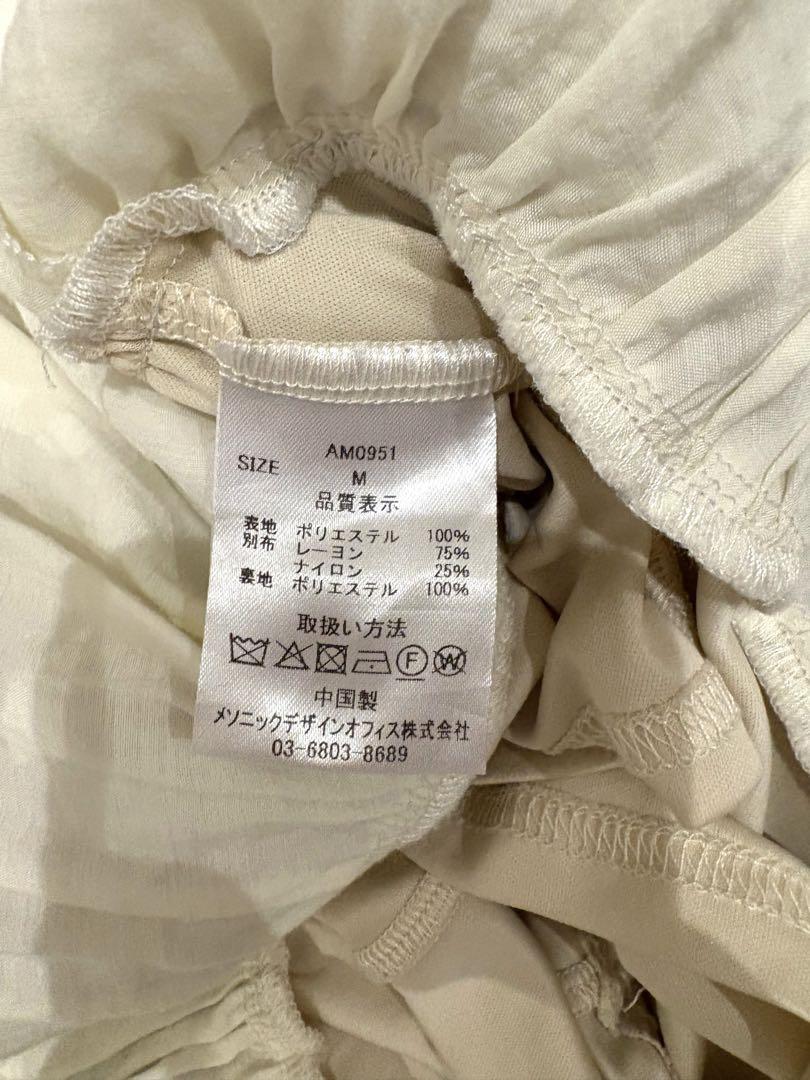 AM0951
SIZE M
品質表示
表地 ポリエステル 100%
別布 レーヨン 75%
ナイロン 25%
裏地 ポリエステル 100%
取扱い方法
F W
中国製
メソニックデザインオフィス株式会社
03-6803-8689